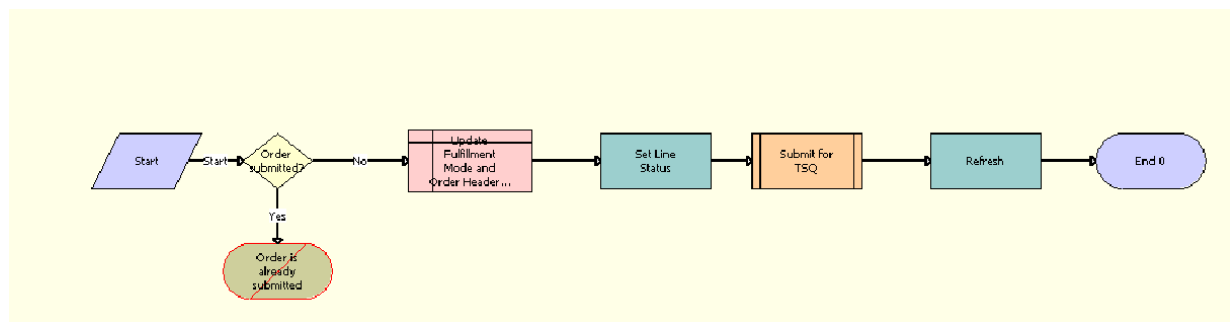 Start
Start
Order
submitted?
No
Update
Fulfillment
Mode and
Order Header...
Set Line
Status
Submit for
TSQ
Refresh
End 0
Yes
Order is
already
submitted